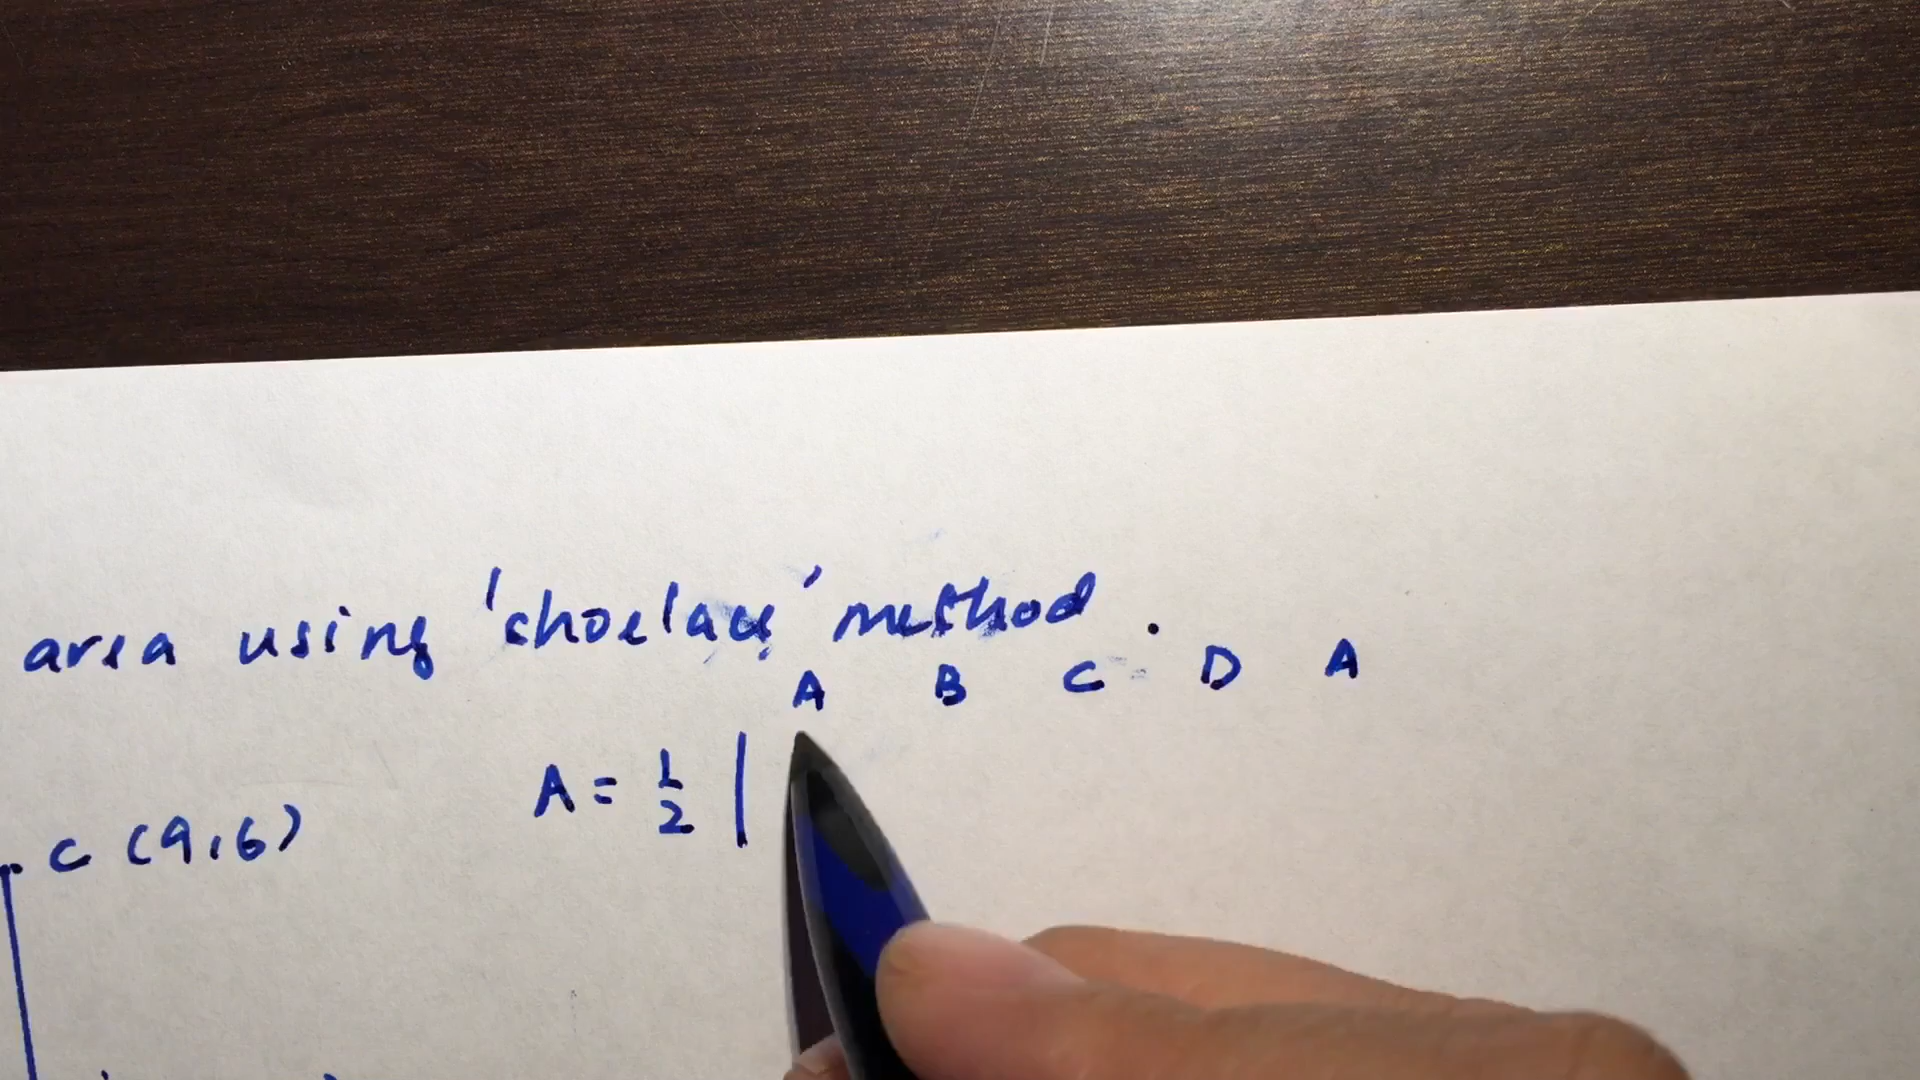 area using 'shoelace' method
A B C D A
A = 1/2 |
C (9,6)